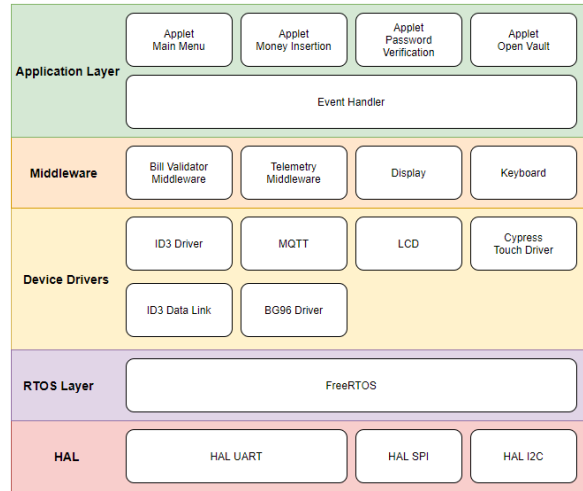 Application Layer
Applet
Main Menu
Applet
Money Insertion
Applet
Password
Verification
Applet
Open Vault
Event Handler
Middleware
Bill Validator
Middleware
Telemetry
Middleware
Display
Keyboard
Device Drivers
ID3 Driver
MQTT
LCD
Cypress
Touch Driver
ID3 Data Link
BG96 Driver
RTOS Layer
FreeRTOS
HAL
HAL UART
HAL SPI
HAL I2C